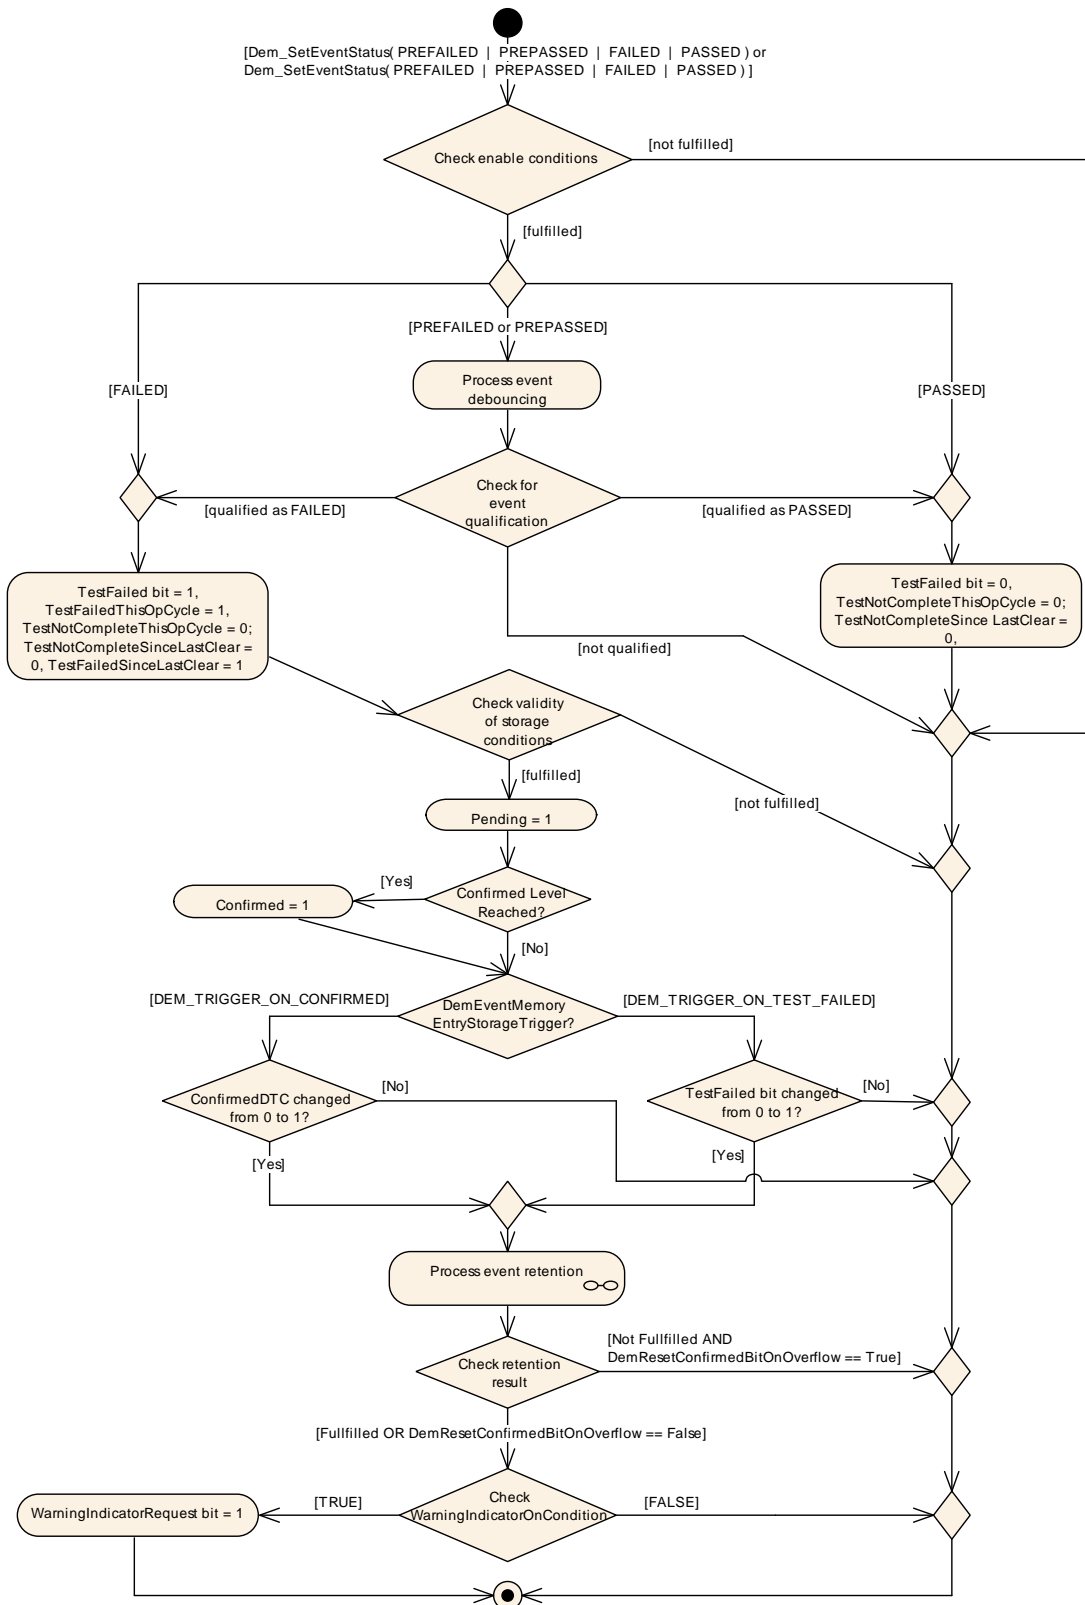 [Dem_SetEventStatus( PREFAILED | PREPASSED | FAILED | PASSED ) or
Dem_SetEventStatus( PREFAILED | PREPASSED | FAILED | PASSED ) ]
Check enable conditions
[not fulfilled]
[fulfilled]
[PREFAILED or PREPASSED]
[FAILED]
Process event
debouncing
[PASSED]
Check for
event
qualification
[qualified as FAILED]
[qualified as PASSED]
TestFailed bit = 1,
TestFailedThisOpCycle = 1,
TestNotCompleteThisOpCycle = 0;
TestNotCompleteSinceLastClear =
0, TestFailedSinceLastClear = 1
TestFailed bit = 0,
TestNotCompleteThisOpCycle = 0;
TestNotCompleteSince LastClear =
0,
[not qualified]
Check validity
of storage
conditions
[fulfilled]
[not fulfilled]
Pending = 1
[Yes]
Confirmed Level
Reached?
Confirmed = 1
[No]
[DEM_TRIGGER_ON_CONFIRMED]
DemEventMemory
EntryStorageTrigger?
[DEM_TRIGGER_ON_TEST_FAILED]
ConfirmedDTC changed
from 0 to 1?
[No]
TestFailed bit changed
from 0 to 1?
[No]
[Yes]
[Yes]
Process event retention
Check retention
result
[Not Fullfilled AND
DemResetConfirmedBitOnOverflow == True]
[Fullfilled OR DemResetConfirmedBitOnOverflow == False]
Check
WarningIndicatorOnCondition
[TRUE]
[FALSE]
WarningIndicatorRequest bit = 1